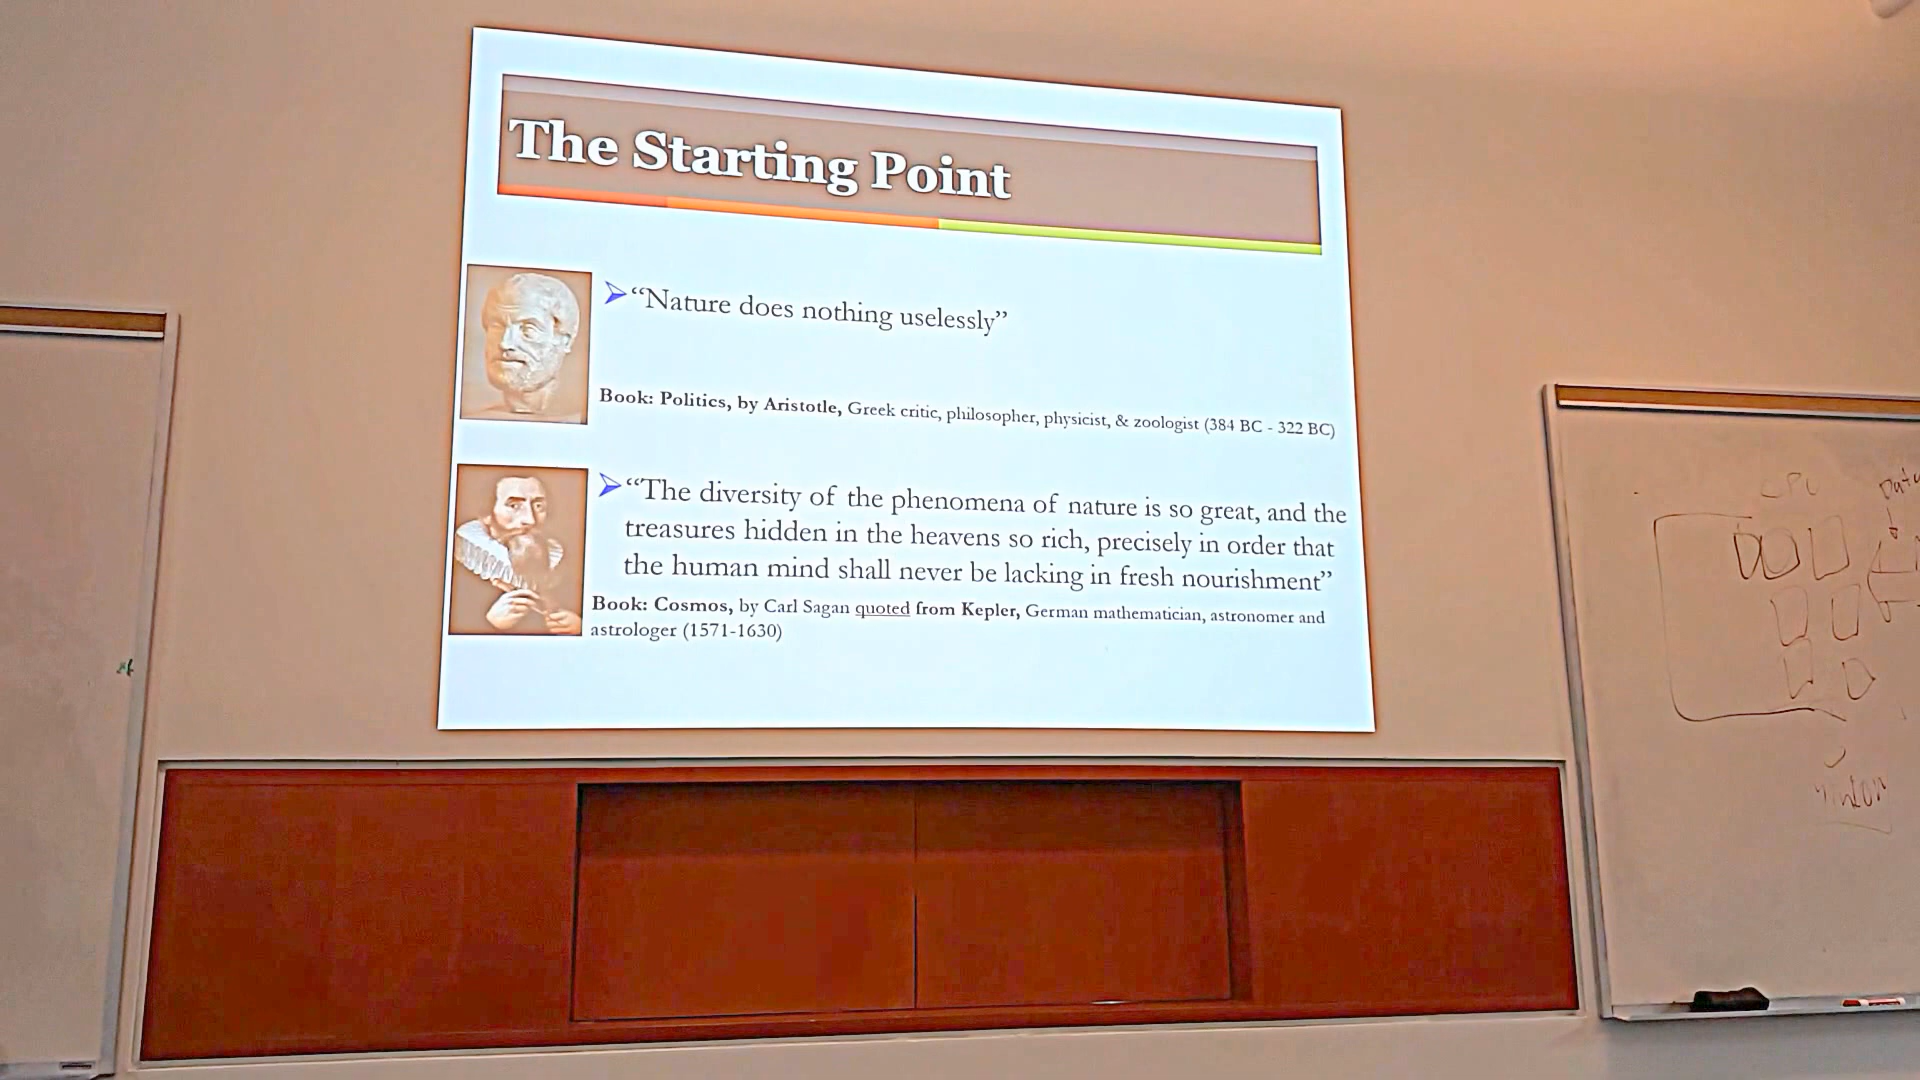 The Starting Point
➢“Nature does nothing uselessly”
Book: Politics, by Aristotle, Greek critic, philosopher, physicist, & zoologist (384 BC - 322 BC)
➢“The diversity of the phenomena of nature is so great, and the
treasures hidden in the heavens so rich, precisely in order that
the human mind shall never be lacking in fresh nourishment”
Book: Cosmos, by Carl Sagan quoted from Kepler, German mathematician, astronomer and
astrologer (1571-1630)
CPU